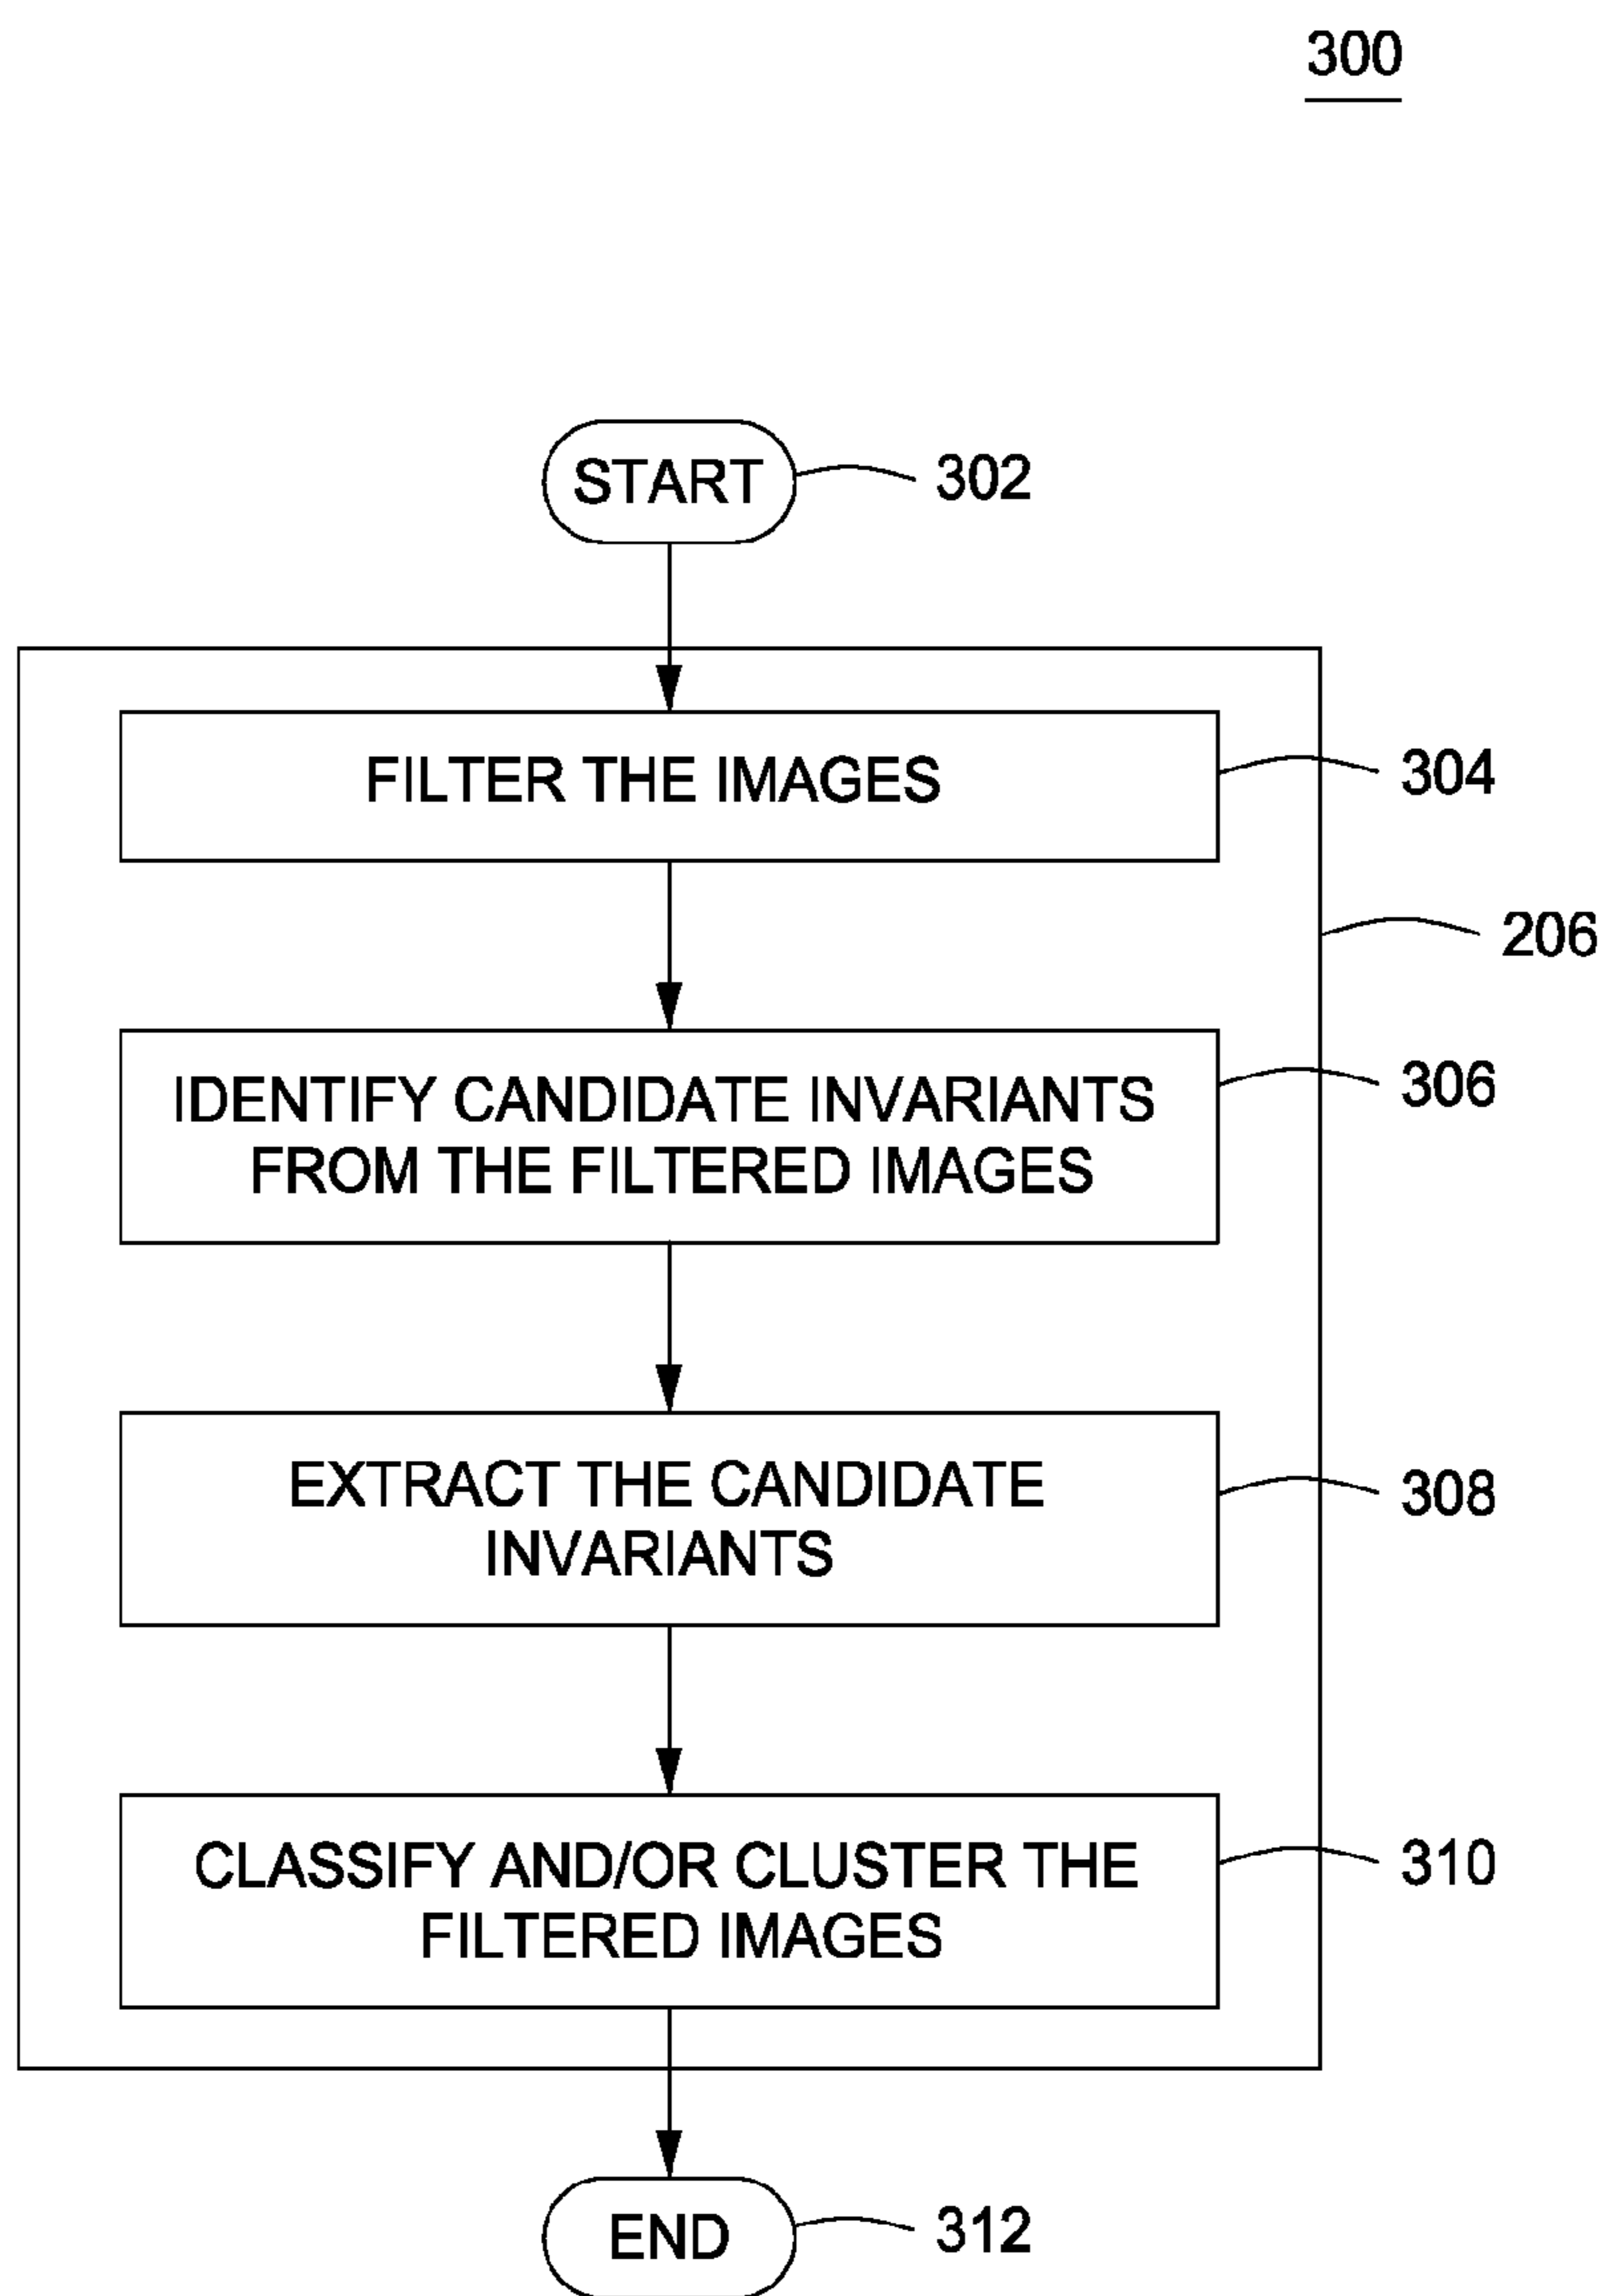 300
START
302
FILTER THE IMAGES
304
206
IDENTIFY CANDIDATE INVARIANTS
FROM THE FILTERED IMAGES
306
EXTRACT THE CANDIDATE
INVARIANTS
308
CLASSIFY AND/OR CLUSTER THE
FILTERED IMAGES
310
END
312